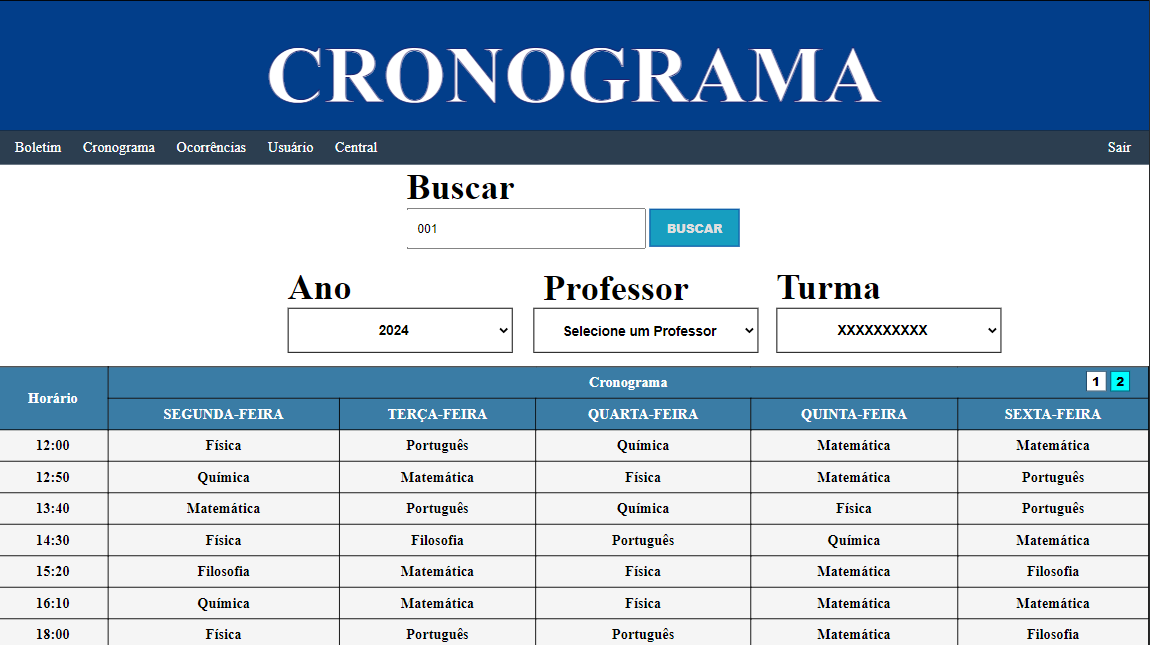 CRONOGRAMA
Boletim Cronograma Ocorrências Usuário Central Sair
Buscar
001 BUSCAR
Ano Professor Turma
2024 Selecione um Professor XXXXXXXXXX
Horário Cronograma 1 2
SEGUNDA-FEIRA TERÇA-FEIRA QUARTA-FEIRA QUINTA-FEIRA SEXTA-FEIRA
12:00 Física Português Química Matemática Matemática
12:50 Química Matemática Física Matemática Português
13:40 Matemática Português Química Física Português
14:30 Física Filosofia Português Química Matemática
15:20 Filosofia Matemática Física Matemática Filosofia
16:10 Química Matemática Física Matemática Matemática
18:00 Física Português Português Matemática Filosofia